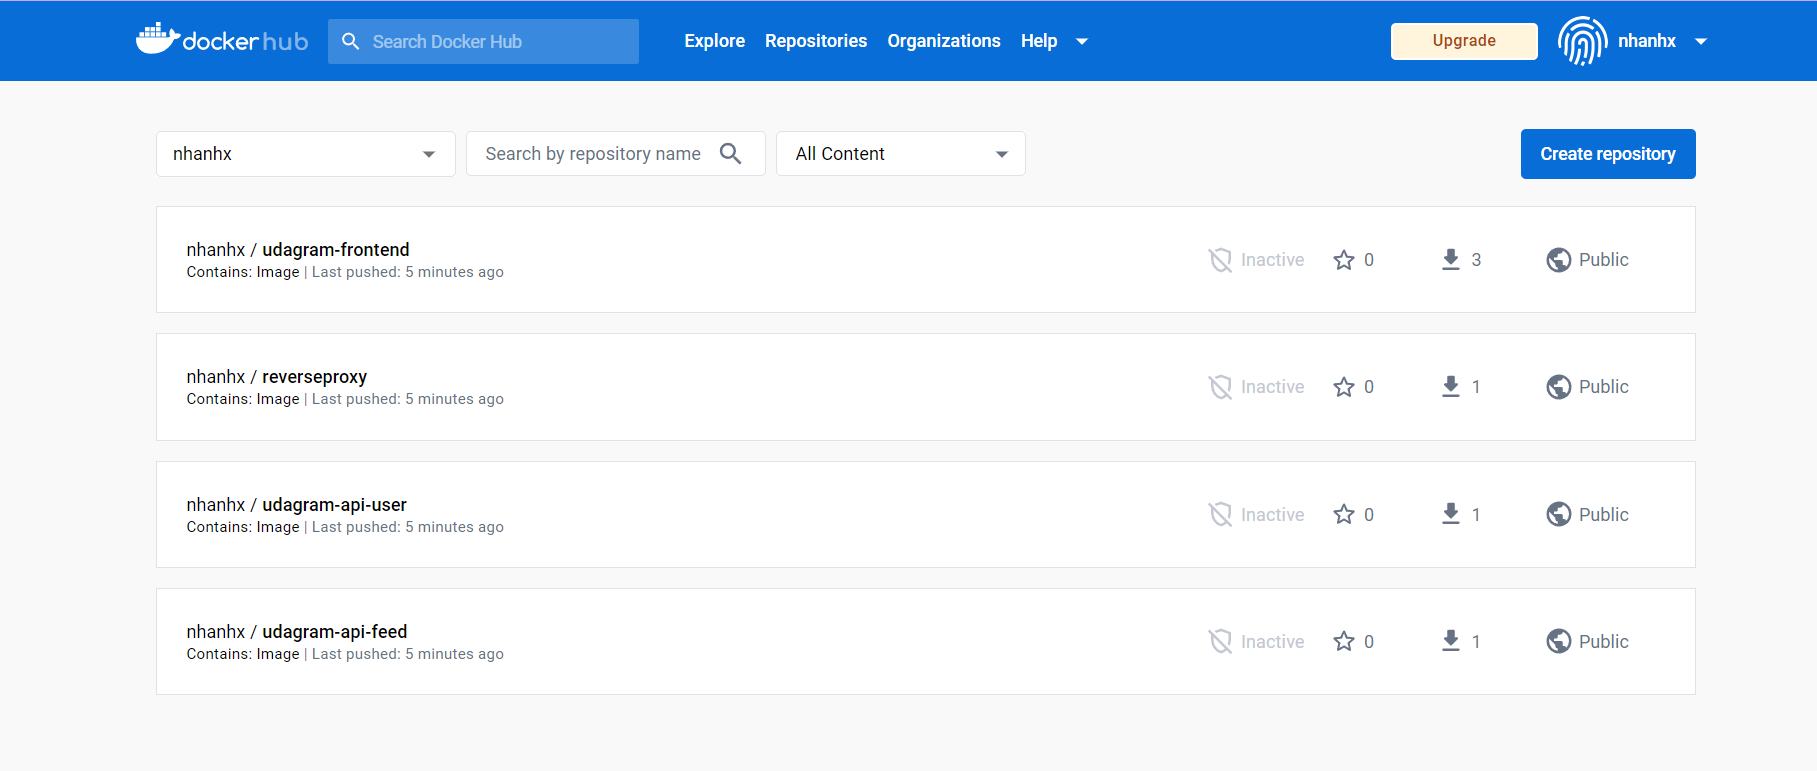 docker hub
Search Docker Hub
Explore Repositories Organizations Help
Upgrade
nhanhx
nhanhx
Search by repository name
All Content
Create repository
nhanhx / udagram-frontend
Contains: Image | Last pushed: 5 minutes ago
Inactive 0 3 Public
nhanhx / reverseproxy
Contains: Image | Last pushed: 5 minutes ago
Inactive 0 1 Public
nhanhx / udagram-api-user
Contains: Image | Last pushed: 5 minutes ago
Inactive 0 1 Public
nhanhx / udagram-api-feed
Contains: Image | Last pushed: 5 minutes ago
Inactive 0 1 Public